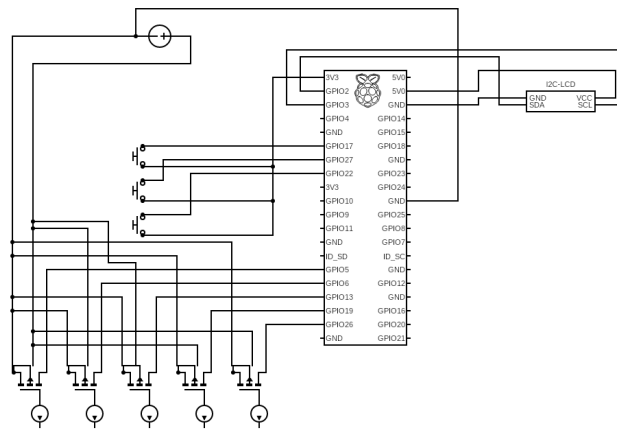 3V3 5V0
GPIO2 5V0
GPIO3 GND
GPIO4 GPIO14
GND GPIO15
GPIO17 GPIO18
GPIO27 GND
GPIO22 GPIO23
3V3 GPIO24
GPIO10 GND
GPIO9 GPIO25
GPIO11 GPIO8
GND GPIO7
ID_SD ID_SC
GPIO5 GND
GPIO6 GPIO12
GPIO13 GND
GPIO19 GPIO16
GPIO26 GPIO20
GND GPIO21
I2C-LCD
GND VCC
SDA SCL